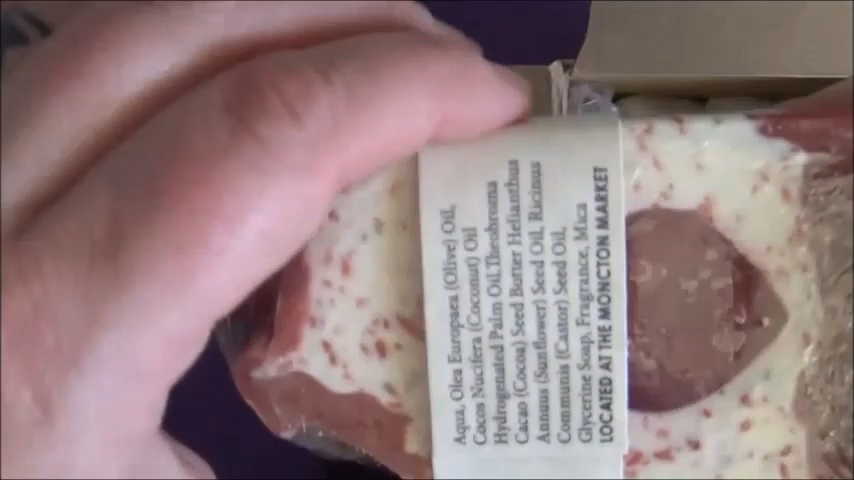 Aqua, Olea Europaea (Olive) Oil,
Cocos Nucifera (Coconut) Oil
Hydrogenated Palm Oil, Theobroma
Cacao (Cocoa) Seed Butter Helianthus
Annuus (Sunflower) Seed Oil, Ricinus
Communis (Castor) Seed Oil,
Glycerine Soap, Fragrance, Mica
LOCATED AT THE MONCTON MARKET